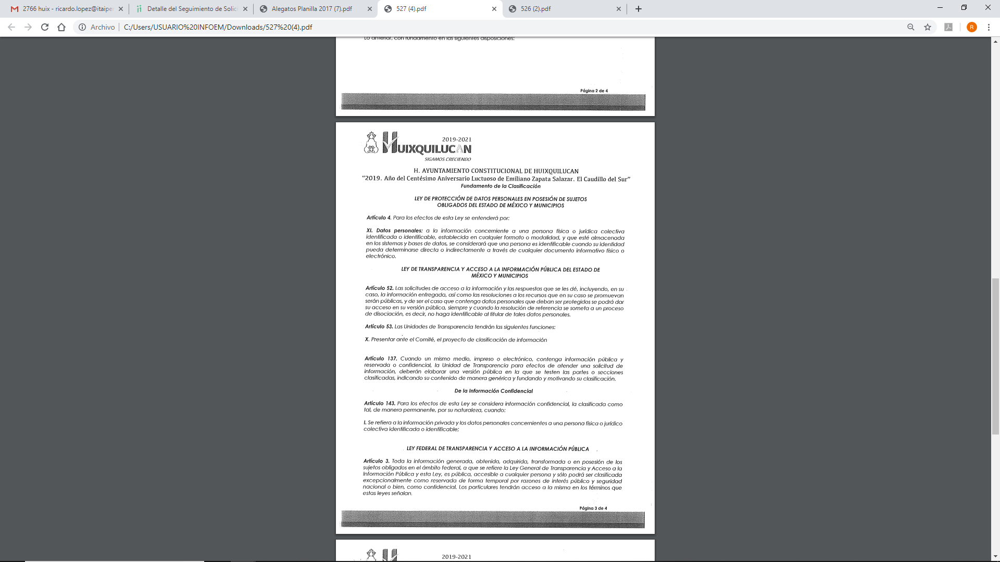 2766 huix - ricardo.lopez@itaipe
Detalle del Seguimiento de Solici
Alegatos Planilla 2017 (7).pdf
527 (4).pdf
526 (2).pdf
Archivo
C:/Users/USUARIO%20INFOEM/Downloads/527%20(4).pdf
R
Lo anterior, con fundamento en las siguientes disposiciones:
Página 2 de 4
2019-2021
HUIXQUILUCAN
SIGAMOS CRECIENDO
H. AYUNTAMIENTO CONSTITUCIONAL DE HUIXQUILUCAN
“2019. Año del Centésimo Aniversario Luctuoso de Emiliano Zapata Salazar. El Caudillo del Sur”
Fundamento de la Clasificación
LEY DE PROTECCIÓN DE DATOS PERSONALES EN POSESIÓN DE SUJETOS
OBLIGADOS DEL ESTADO DE MÉXICO Y MUNICIPIOS
Artículo 4. Para los efectos de esta Ley se entenderá por:
XI. Datos personales: a la información concerniente a una persona física o jurídica colectiva
identificada o identificable, establecida en cualquier formato o modalidad, y que esté almacenada
en los sistemas y bases de datos, se considerará que una persona es identificable cuando su identidad
pueda determinarse directa o indirectamente a través de cualquier documento informativo físico o
electrónico.
LEY DE TRANSPARENCIA Y ACCESO A LA INFORMACIÓN PÚBLICA DEL ESTADO DE
MÉXICO Y MUNICIPIOS
Artículo 52. Las solicitudes de acceso a la información y las respuestas que se les dé, incluyendo, en su
caso, la información entregada, así como las resoluciones a los recursos que en su caso se promuevan
serán públicas, y de ser el caso que contenga datos personales que deban ser protegidos se podrá dar
su acceso en su versión pública, siempre y cuando la resolución de referencia se someta a un proceso
de disociación, es decir, no haga identificable al titular de tales datos personales.
Artículo 53. Las Unidades de Transparencia tendrán las siguientes funciones:
X. Presentar ante el Comité, el proyecto de clasificación de información
Artículo 137. Cuando un mismo medio, impreso o electrónico, contenga información pública y
reservada o confidencial, la Unidad de Transparencia para efectos de atender una solicitud de
información, deberán elaborar una versión pública en la que se testen las partes o secciones
clasificadas, indicando su contenido de manera genérica y fundando y motivando su clasificación.
De la Información Confidencial
Artículo 143. Para los efectos de esta Ley se considera información confidencial, la clasificada como
tal, de manera permanente, por su naturaleza, cuando:
I. Se refiera a la información privada y los datos personales concernientes a una persona física o jurídico
colectiva identificada o identificable;
LEY FEDERAL DE TRANSPARENCIA Y ACCESO A LA INFORMACIÓN PÚBLICA
Artículo 3. Toda la información generada, obtenida, adquirida, transformada o en posesión de los
sujetos obligados en el ámbito federal, a que se refiere la Ley General de Transparencia y Acceso a la
Información Pública y esta Ley, es pública, accesible a cualquier persona y sólo podrá ser clasificada
excepcionalmente como reservada de forma temporal por razones de interés público y seguridad
nacional o bien, como confidencial. Los particulares tendrán acceso a la misma en los términos que
estas leyes señalan.
Página 3 de 4
2019-2021